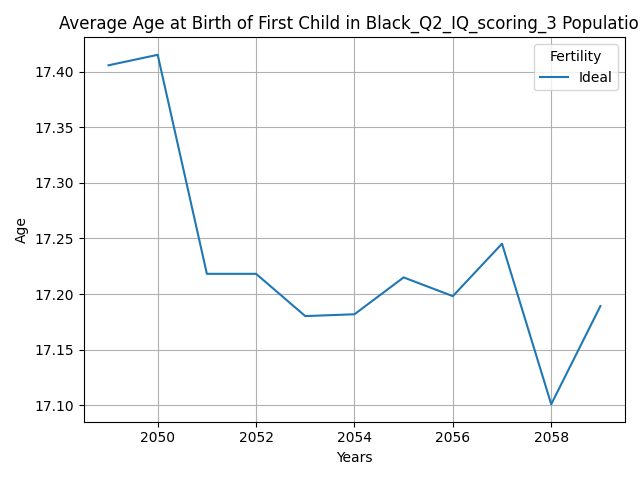 Average Age at Birth of First Child in Black_Q2_IQ_scoring_3 Populatio
Fertility
Ideal
17.40
17.35
17.30
17.25
17.20
17.15
17.10
Age
2050 2052 2054 2056 2058
Years